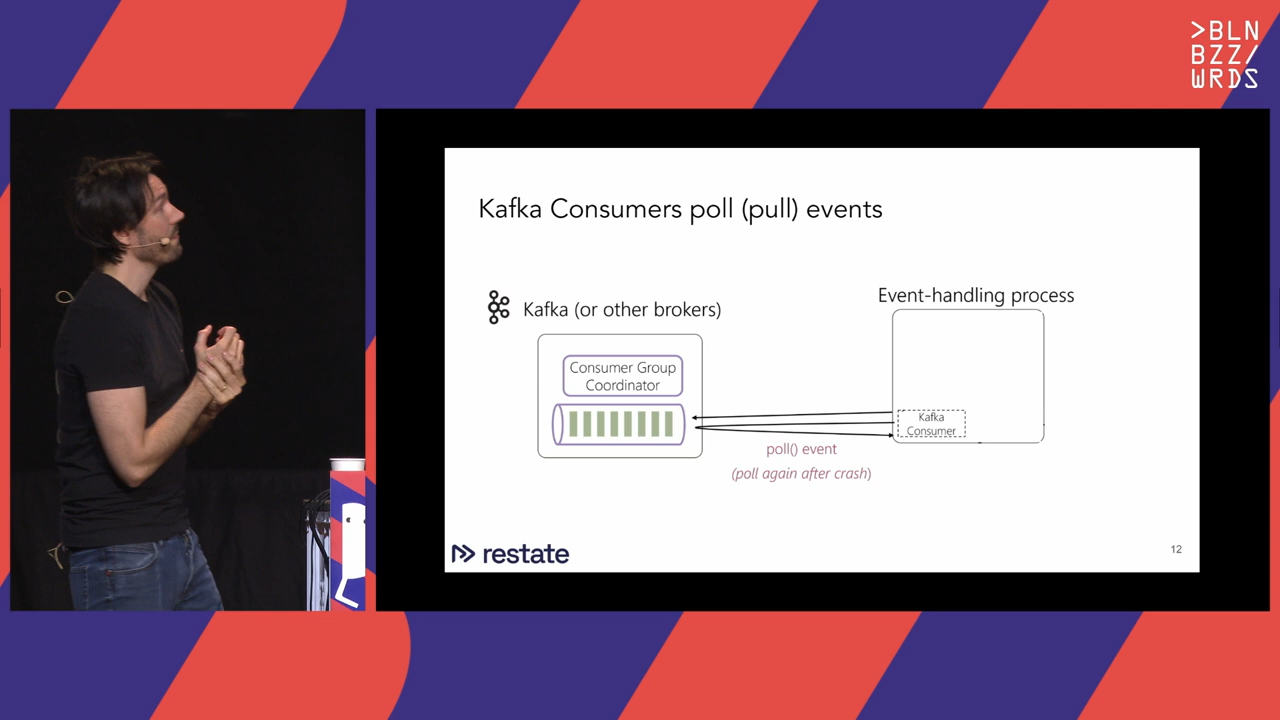 >BLN
BZZ/
WRDS
Kafka Consumers poll (pull) events
Kafka (or other brokers)
Event-handling process
Consumer Group
Coordinator
Kafka
Consumer
poll() event
(poll again after crash)
restate
12